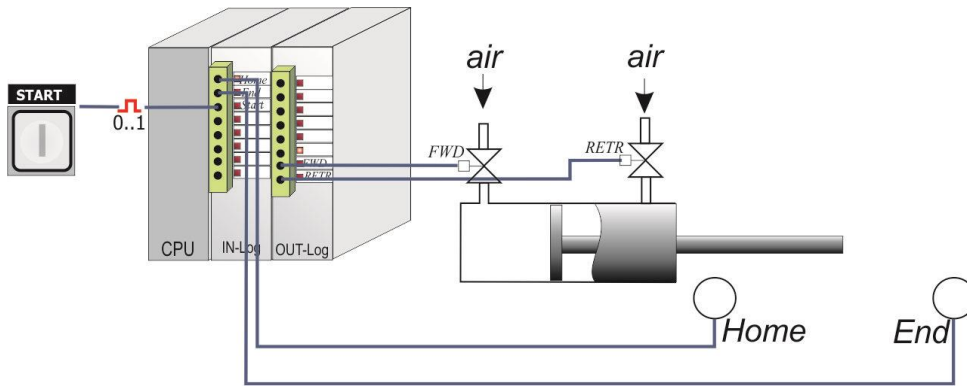 air
air
START
0..1
Home
End
Start
FWD
RETR
FWD
RETR
CPU
IN-Log
OUT-Log
Home
End